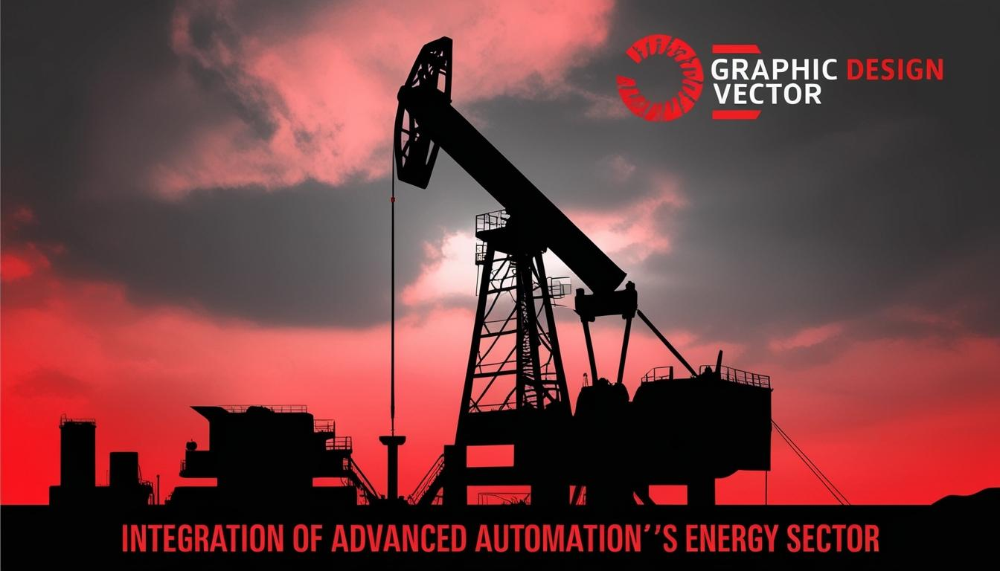 GRAPHIC DESIGN
VECTOR
INTEGRATION OF ADVANCED AUTOMATION’’S ENERGY SECTOR